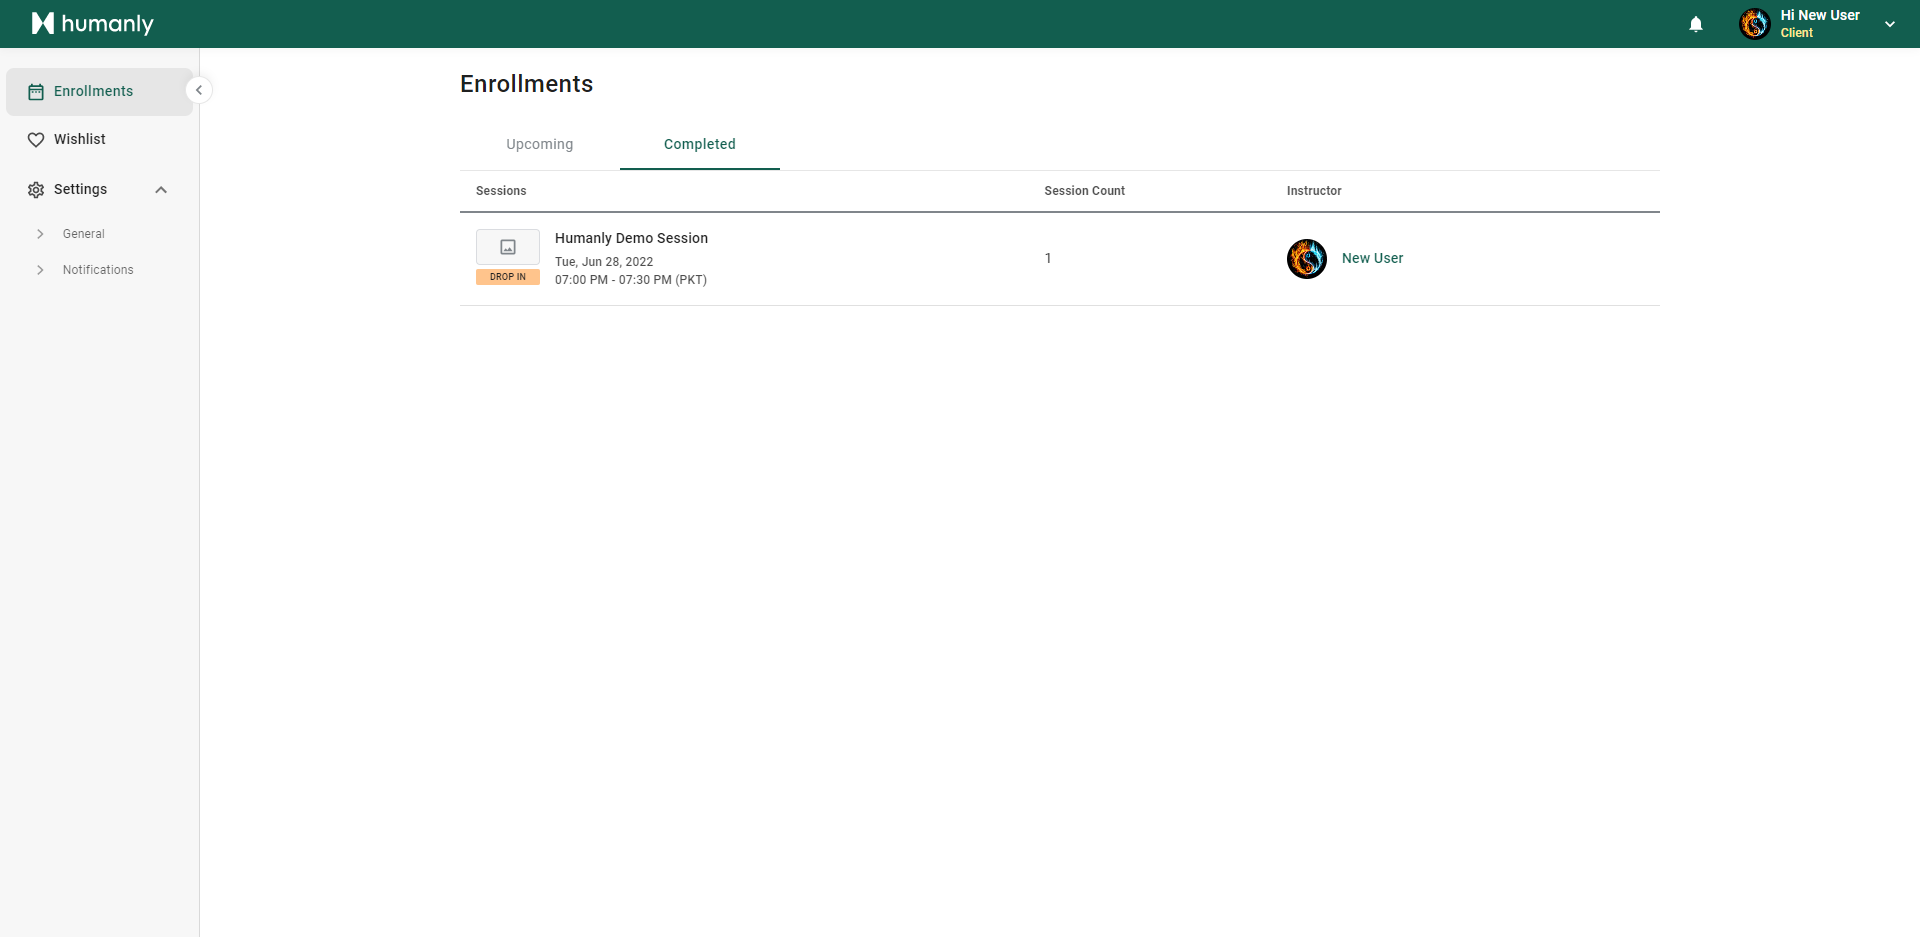 humanly
Hi New User
Client
Enrollments
Wishlist
Settings
General
Notifications
Enrollments
Upcoming
Completed
Sessions
Session Count
Instructor
DROP IN
Humanly Demo Session
Tue, Jun 28, 2022
07:00 PM - 07:30 PM (PKT)
1
New User